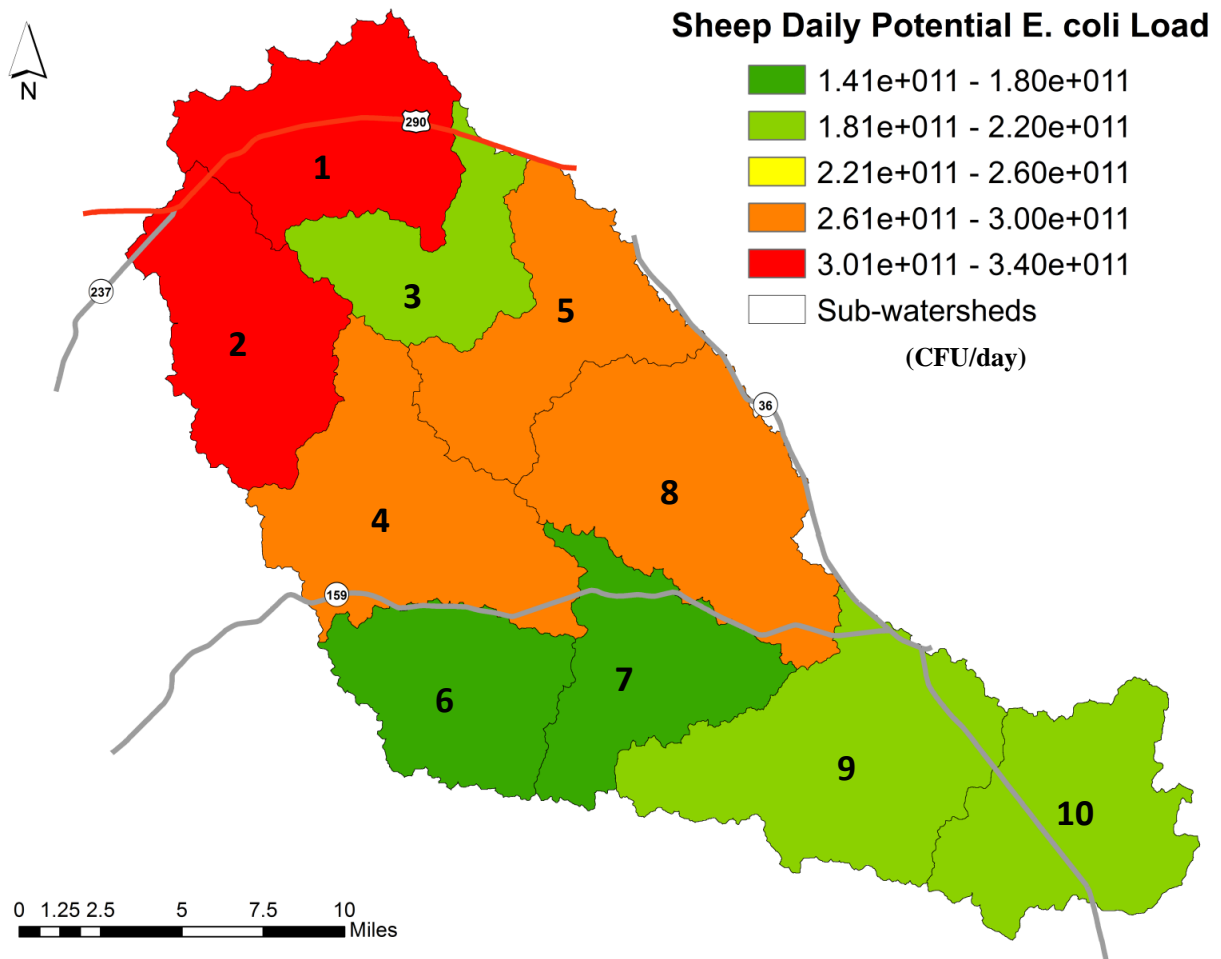 Sheep Daily Potential E. coli Load
N
1.41e+011 - 1.80e+011
1.81e+011 - 2.20e+011
2.21e+011 - 2.60e+011
2.61e+011 - 3.00e+011
3.01e+011 - 3.40e+011
Sub-watersheds
(CFU/day)
290
1
237
3
5
2
36
8
4
159
7
6
9
10
0 1.25 2.5 5 7.5 10
Miles